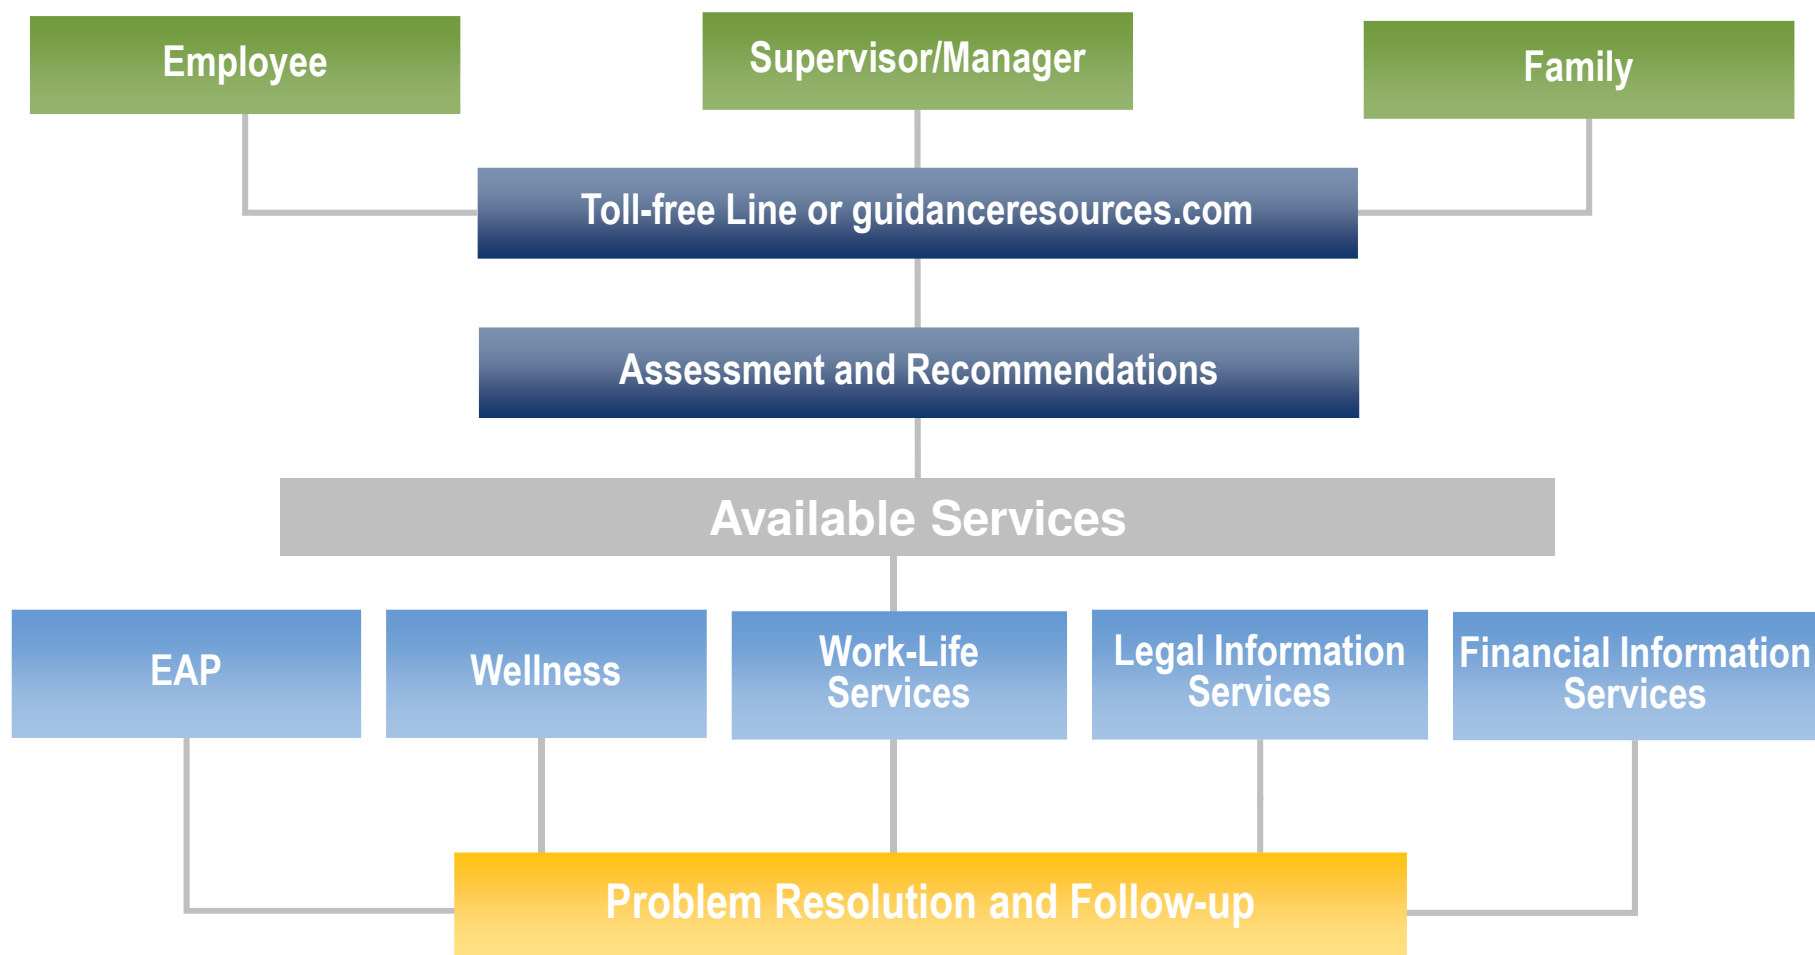 Employee
Supervisor/Manager
Family
Toll-free Line or guidanceresources.com
Assessment and Recommendations
Available Services
EAP
Wellness
Work-Life
Services
Legal Information
Services
Financial Information
Services
Problem Resolution and Follow-up